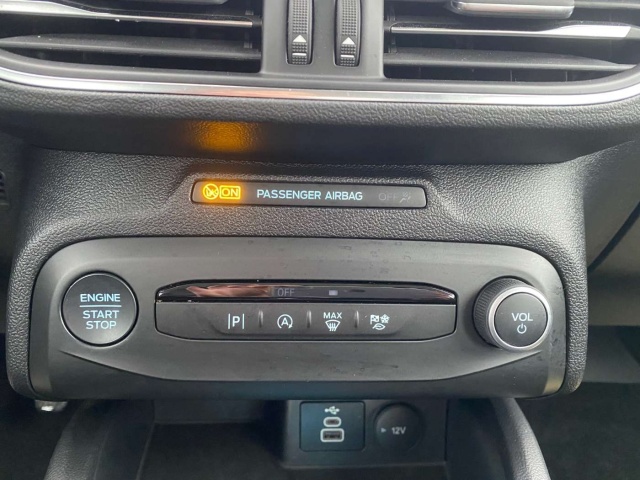 ON PASSENGER AIRBAG OFF
OFF
ENGINE
START
STOP
P
A
MAX
VOL
12V